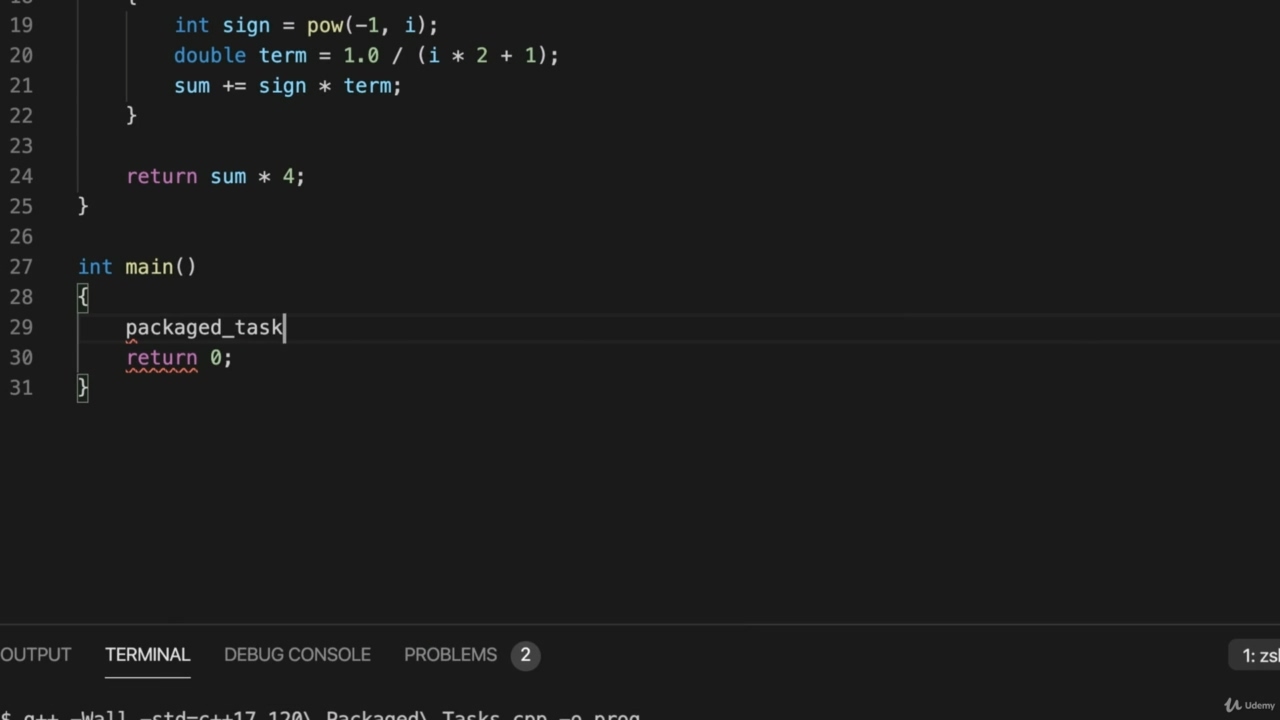 18 {
19 int sign = pow(-1, i);
20 double term = 1.0 / (i * 2 + 1);
21 sum += sign * term;
22 }
23
24 return sum * 4;
25 }
26
27 int main()
28 {
29 packaged_task
30 return 0;
31 }
OUTPUT TERMINAL DEBUG CONSOLE PROBLEMS 2 1: zsh
$ g++ -Wall -std=c++17 120\ Packaged\ Tasks.cpp -o prog
Udemy